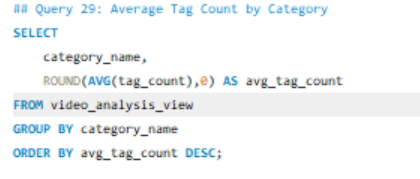 ## Query 29: Average Tag Count by Category
SELECT
category_name,
ROUND(AVG(tag_count),0) AS avg_tag_count
FROM video_analysis_view
GROUP BY category_name
ORDER BY avg_tag_count DESC;